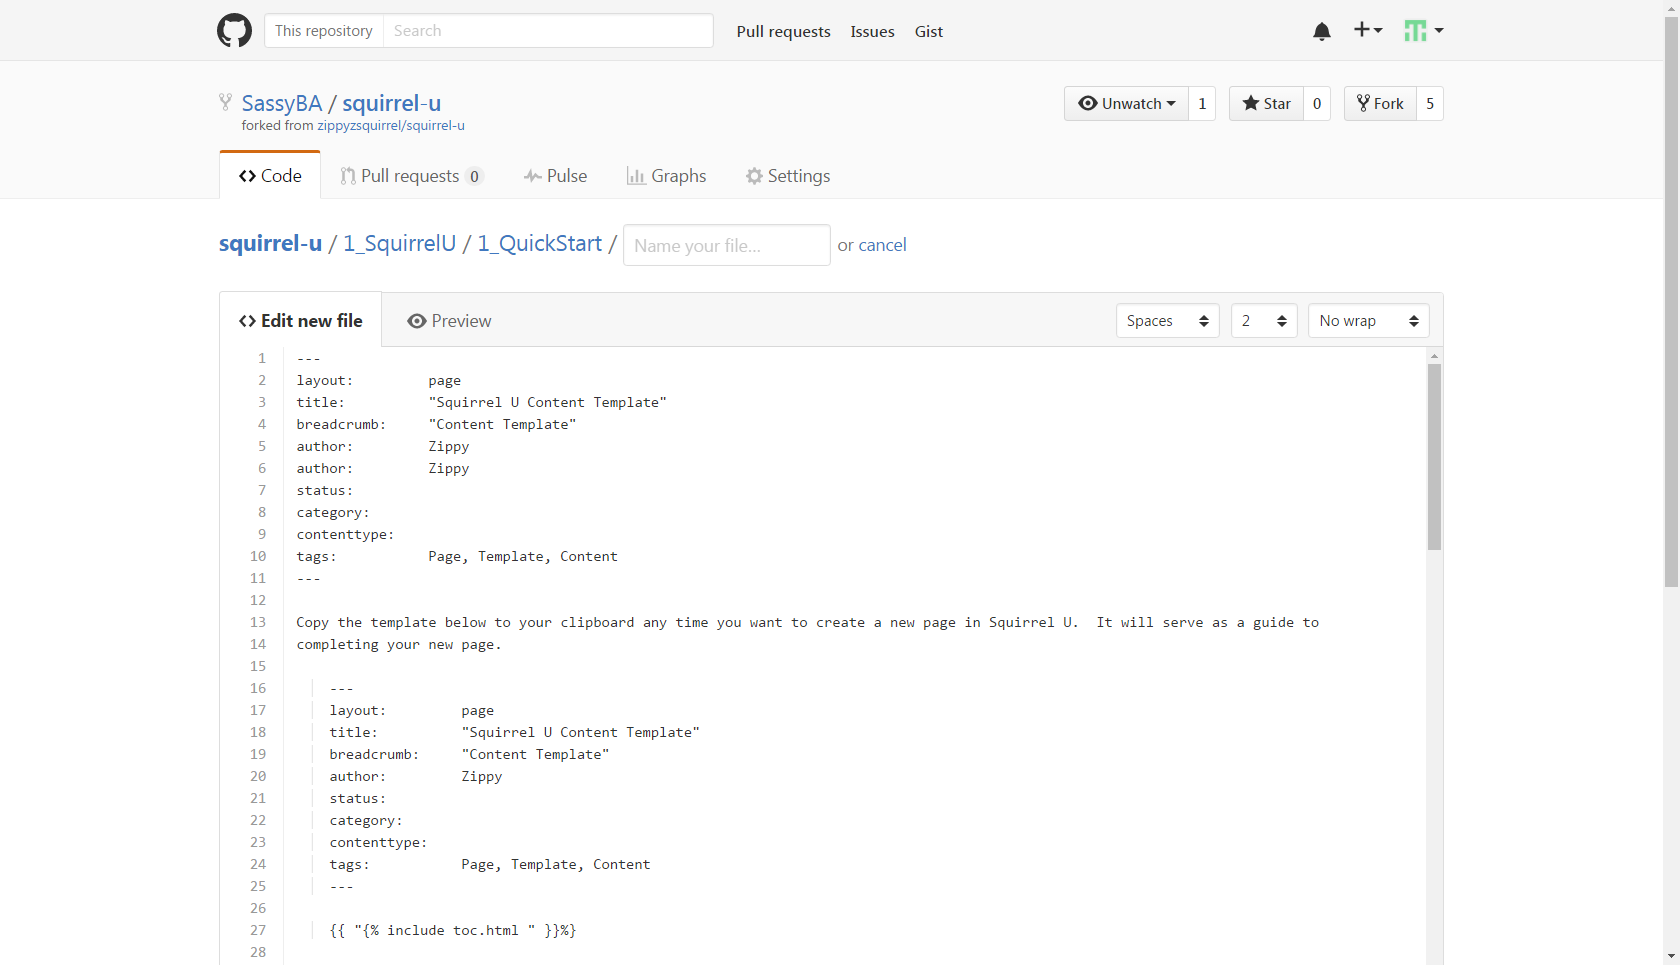 This repository Search Pull requests Issues Gist
SassyBA / squirrel-u Unwatch 1 Star 0 Fork 5
forked from zippyzsquirrel/squirrel-u
Code Pull requests 0 Pulse Graphs Settings
squirrel-u / 1_SquirrelU / 1_QuickStart / Name your file... or cancel
<> Edit new file Preview Spaces 2 No wrap
1 ---
2 layout: page
3 title: "Squirrel U Content Template"
4 breadcrumb: "Content Template"
5 author: Zippy
6 author: Zippy
7 status:
8 category:
9 contenttype:
10 tags: Page, Template, Content
11 ---
12
13 Copy the template below to your clipboard any time you want to create a new page in Squirrel U.  It will serve as a guide to
14 completing your new page.
15
16 ---
17 layout: page
18 title: "Squirrel U Content Template"
19 breadcrumb: "Content Template"
20 author: Zippy
21 status:
22 category:
23 contenttype:
24 tags: Page, Template, Content
25 ---
26
27 {{ "{% include toc.html " }}%}
28